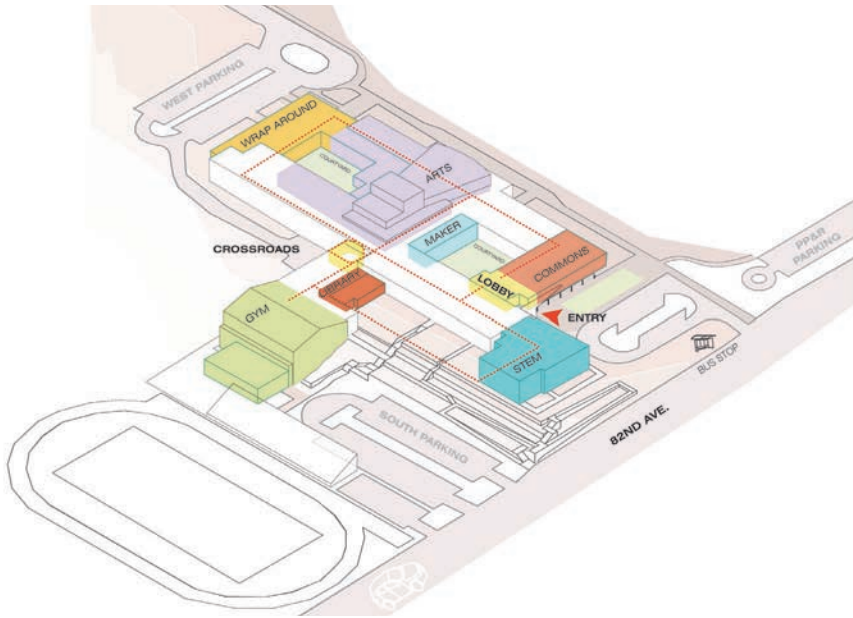 WEST PARKING
WRAP AROUND
COURTYARD
ARTS
CROSSROADS
MAKER
COURTYARD
COMMONS
PP&R
PARKING
LIBRARY
LOBBY
GYM
ENTRY
STEM
BUS STOP
SOUTH PARKING
82ND AVE.